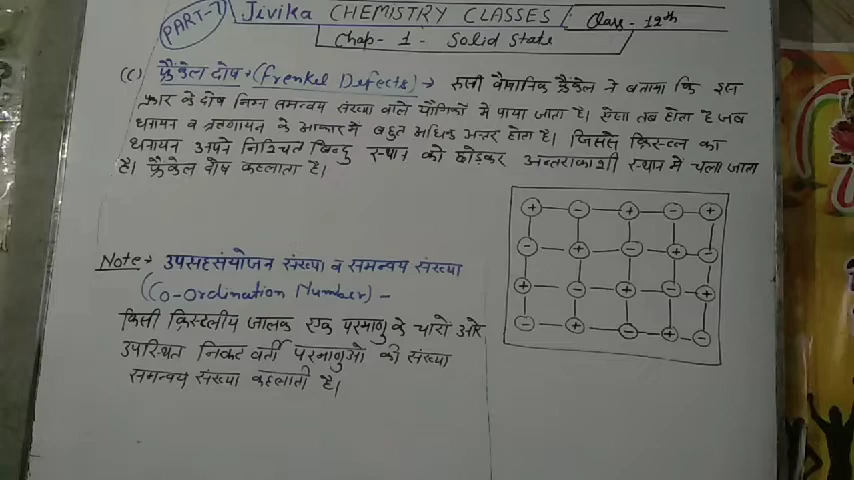 PART-7
Jivika CHEMISTRY CLASSES
Class - 12th
Chap - 1 - Solid State
(C) फ्रैंकेल दोष → (Frenkel Defects) → रूसी वैज्ञानिक फ्रैंकेल ने बताया कि इस
प्रकार के दोष निम्न समन्वय संख्या वाले यौगिकों में पाया जाता है। ऐसा तब होता है जब
धनायन व ऋणायन के आकार में बहुत अधिक अन्तर होता है। जिससे क्रिस्टल का
धनायन अपने निश्चित बिन्दु स्थान को छोड़कर अन्तराकाशी स्थान में चला जाता
है। फ्रैंकेल दोष कहलाता है।
Note → उपसहसंयोजन संख्या व समन्वय संख्या
(Co-ordination Number) -
किसी क्रिस्टलीय जालक एक परमाणु के चारो ओर
उपस्थित निकटवर्ती परमाणुओ की संख्या
समन्वय संख्या कहलाती है।
+ - + - +
- + - + -
+ - + - +
- + - + -